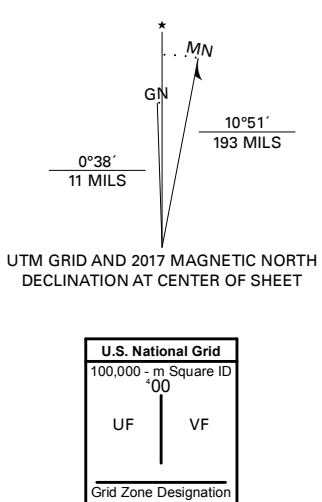 ★
MN
GN
10°51´
193 MILS
0°38´
11 MILS
UTM GRID AND 2017 MAGNETIC NORTH
DECLINATION AT CENTER OF SHEET
U.S. National Grid
100,000 - m Square ID
⁴00
UF VF
Grid Zone Designation